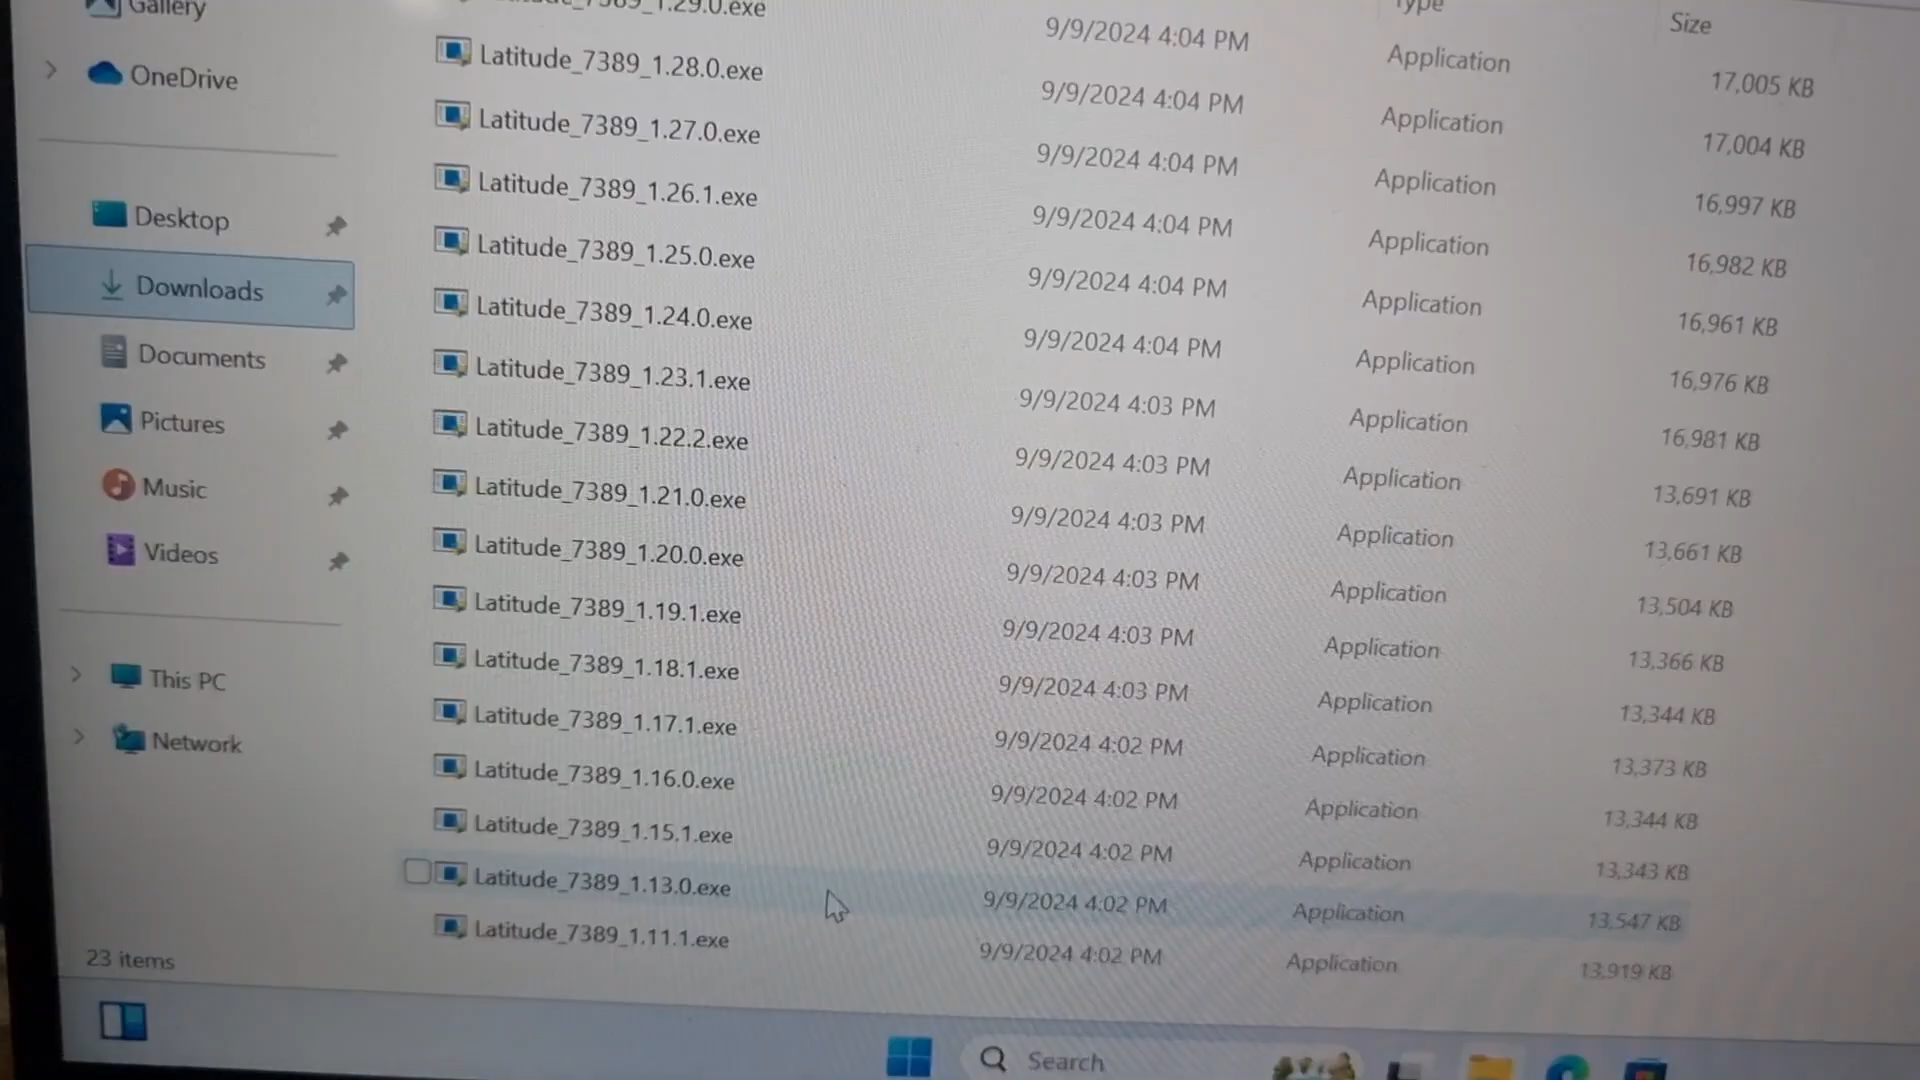 Gallery
OneDrive
Desktop
Downloads
Documents
Pictures
Music
Videos
This PC
Network
Type Size
1.29.0.exe 9/9/2024 4:04 PM Application 17,005 KB
Latitude_7389_1.28.0.exe 9/9/2024 4:04 PM Application 17,004 KB
Latitude_7389_1.27.0.exe 9/9/2024 4:04 PM Application 16,997 KB
Latitude_7389_1.26.1.exe 9/9/2024 4:04 PM Application 16,982 KB
Latitude_7389_1.25.0.exe 9/9/2024 4:04 PM Application 16,961 KB
Latitude_7389_1.24.0.exe 9/9/2024 4:04 PM Application 16,976 KB
Latitude_7389_1.23.1.exe 9/9/2024 4:03 PM Application 16,981 KB
Latitude_7389_1.22.2.exe 9/9/2024 4:03 PM Application 13,691 KB
Latitude_7389_1.21.0.exe 9/9/2024 4:03 PM Application 13,661 KB
Latitude_7389_1.20.0.exe 9/9/2024 4:03 PM Application 13,504 KB
Latitude_7389_1.19.1.exe 9/9/2024 4:03 PM Application 13,366 KB
Latitude_7389_1.18.1.exe 9/9/2024 4:03 PM Application 13,344 KB
Latitude_7389_1.17.1.exe 9/9/2024 4:02 PM Application 13,373 KB
Latitude_7389_1.16.0.exe 9/9/2024 4:02 PM Application 13,344 KB
Latitude_7389_1.15.1.exe 9/9/2024 4:02 PM Application 13,343 KB
Latitude_7389_1.13.0.exe 9/9/2024 4:02 PM Application 13,547 KB
Latitude_7389_1.11.1.exe 9/9/2024 4:02 PM Application 13,919 KB
23 items
Search